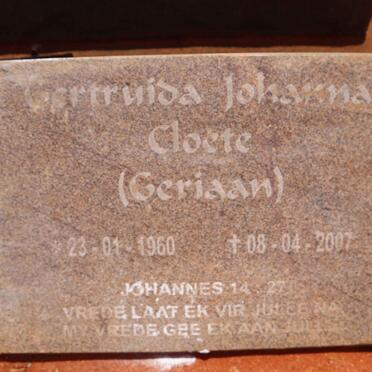 Gertruida Johanna
Cloete
(Geriaan)
* 23 - 01 - 1960 ✝ 08 - 04 - 2007
JOHANNES 14 : 27
VREDE LAAT EK VIR JULLE NA,
MY VREDE GEE EK AAN JULLE